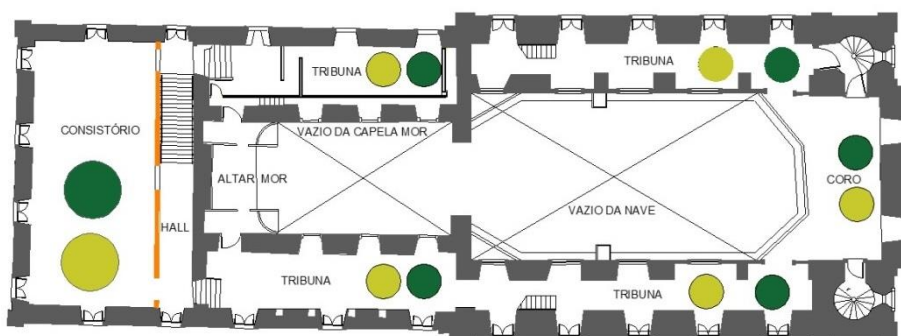 TRIBUNA
TRIBUNA
CONSISTÓRIO
VAZIO DA CAPELA MOR
ALTAR MOR
CORO
VAZIO DA NAVE
HALL
TRIBUNA
TRIBUNA